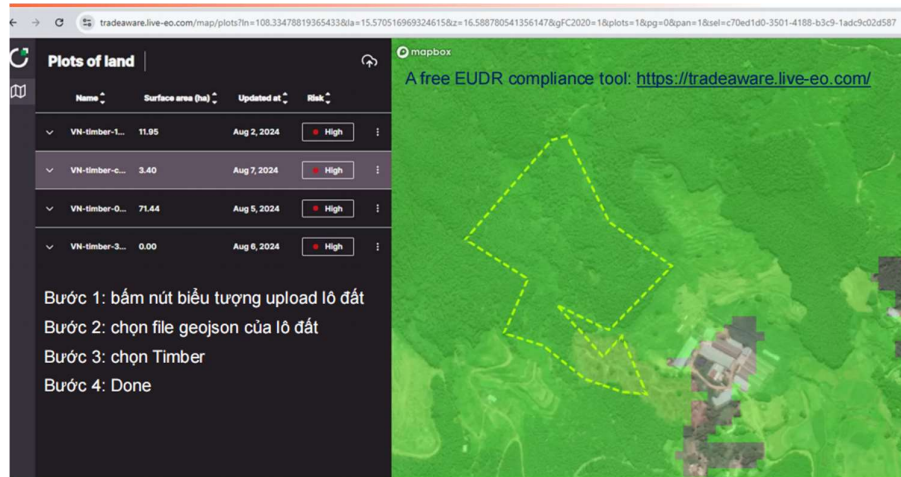 tradeaware.live-eo.com/map/plots?ln=108.33478819365433&la=15.570516969324615&z=16.588780541356147&gFC2020=1&plots=1&pg=0&pan=1&sel=c70ed1d0-3501-4188-b3c9-1adc9c02d587
Plots of land
mapbox
A free EUDR compliance tool: https://tradeaware.live-eo.com/
Name Surface area (ha) Updated at Risk
VN-timber-1... 11.95 Aug 2, 2024 High
VN-timber-c... 3.40 Aug 7, 2024 High
VN-timber-0... 71.44 Aug 5, 2024 High
VN-timber-3... 0.00 Aug 6, 2024 High
Bước 1: bấm nút biểu tượng upload lô đất
Bước 2: chọn file geojson của lô đất
Bước 3: chọn Timber
Bước 4: Done